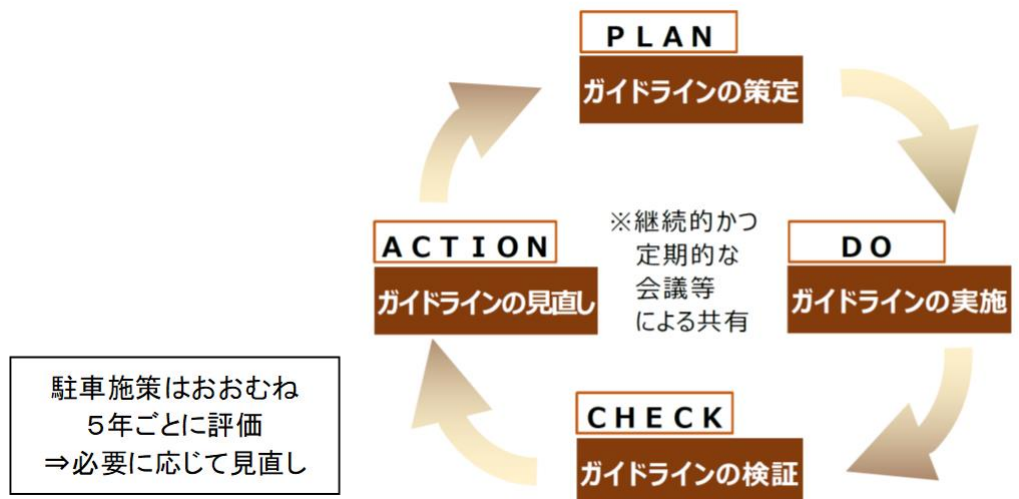 PLAN
ガイドラインの策定
ACTION
ガイドラインの見直し
※継続的かつ
定期的な
会議等
による共有
DO
ガイドラインの実施
駐車施策はおおむね
５年ごとに評価
⇒必要に応じて見直し
CHECK
ガイドラインの検証